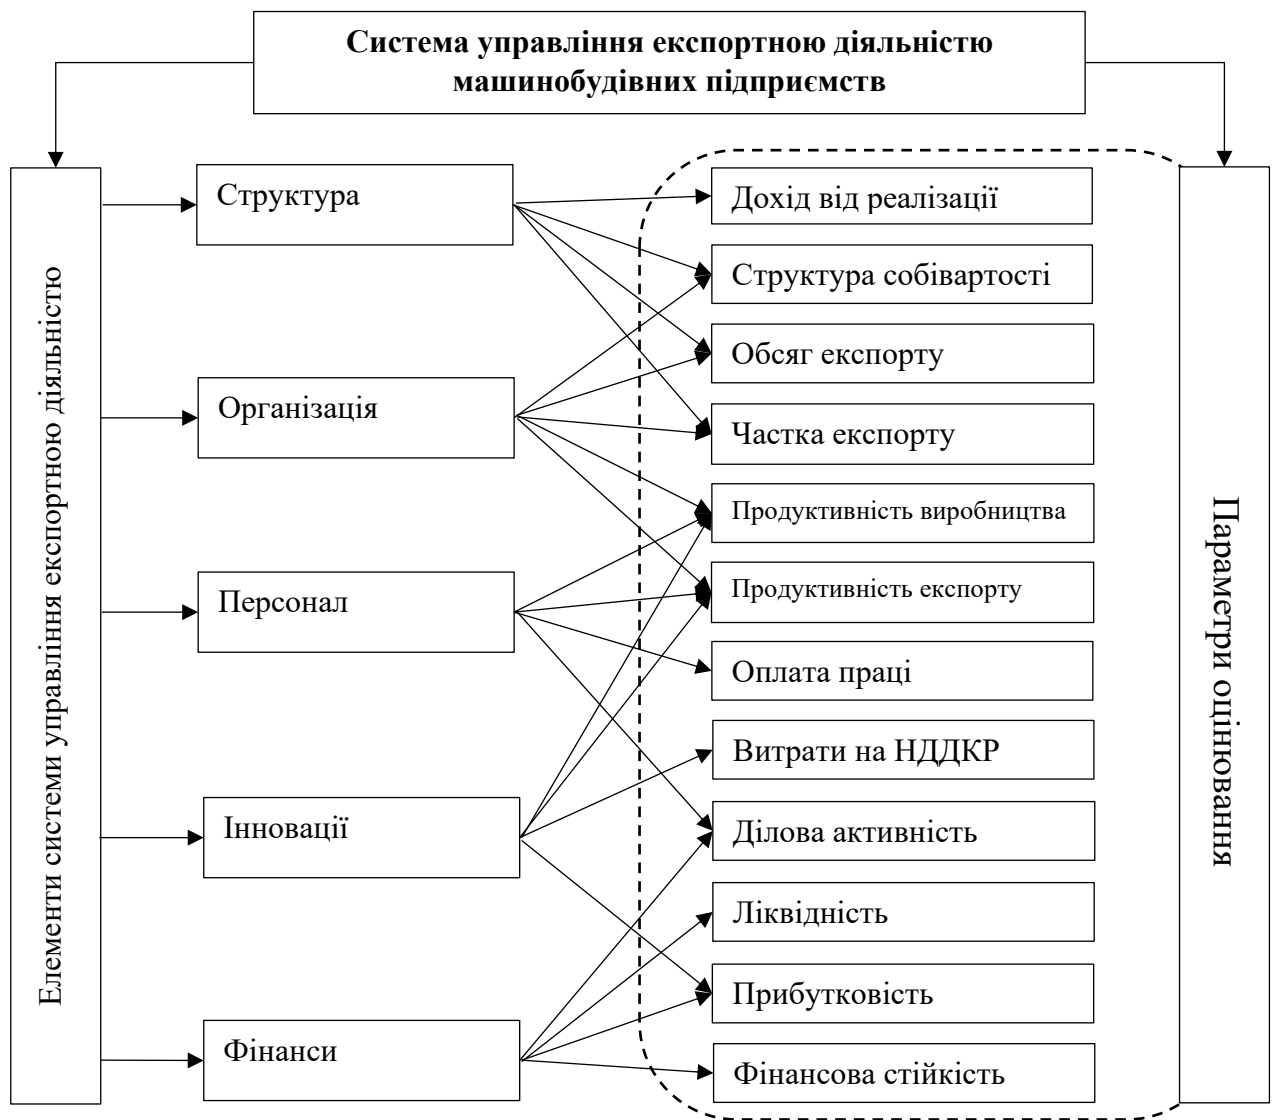 Система управління експортною діяльністю
машинобудівних підприємств
Елементи системи управління експортною діяльністю
Структура
Організація
Персонал
Інновації
Фінанси
Дохід від реалізації
Структура собівартості
Обсяг експорту
Частка експорту
Продуктивність виробництва
Продуктивність експорту
Оплата праці
Витрати на НДДКР
Ділова активність
Ліквідність
Прибутковість
Фінансова стійкість
Параметри оцінювання